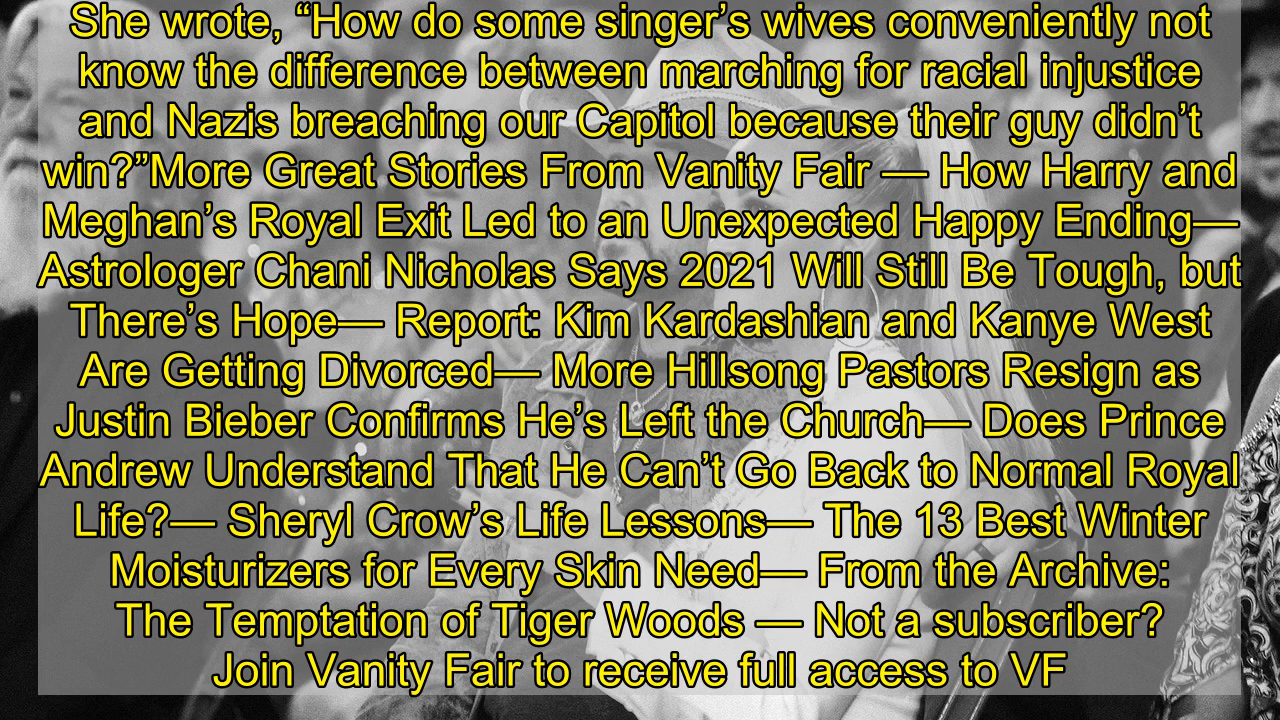 She wrote, “How do some singer’s wives conveniently not
know the difference between marching for racial injustice
and Nazis breaching our Capitol because their guy didn’t
win?”More Great Stories From Vanity Fair — How Harry and
Meghan’s Royal Exit Led to an Unexpected Happy Ending—
Astrologer Chani Nicholas Says 2021 Will Still Be Tough, but
There’s Hope— Report: Kim Kardashian and Kanye West
Are Getting Divorced— More Hillsong Pastors Resign as
Justin Bieber Confirms He’s Left the Church— Does Prince
Andrew Understand That He Can’t Go Back to Normal Royal
Life?— Sheryl Crow’s Life Lessons— The 13 Best Winter
Moisturizers for Every Skin Need— From the Archive:
The Temptation of Tiger Woods — Not a subscriber?
Join Vanity Fair to receive full access to VF